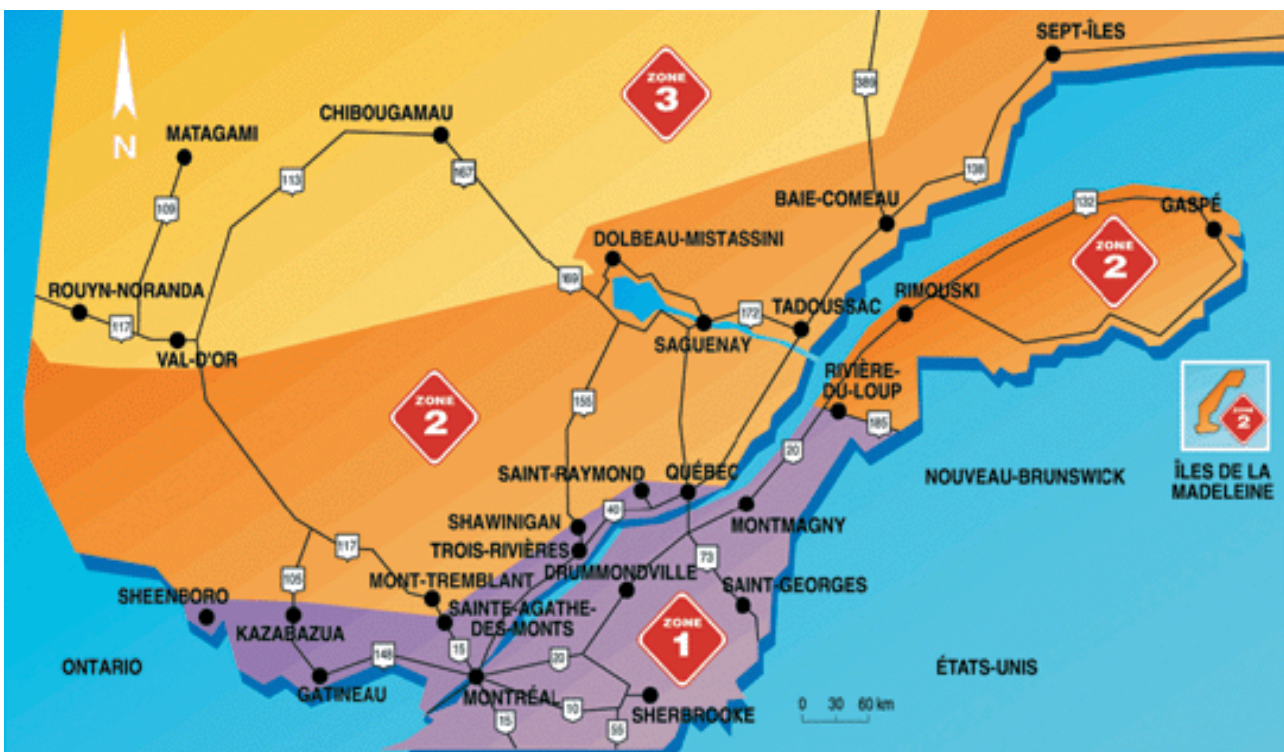 SEPT-ÎLES
ZONE
3
389
CHIBOUGAMAU
MATAGAMI
N
113
167
138
109
BAIE-COMEAU
132
GASPÉ
DOLBEAU-MISTASSINI
ZONE
2
169
ROUYN-NORANDA
117
TADOUSSAC
RIMOUSKI
172
SAGUENAY
VAL-D'OR
RIVIÈRE-
DU-LOUP
ZONE
2
155
185
ZONE
2
20
SAINT-RAYMOND
QUÉBEC
NOUVEAU-BRUNSWICK
ÎLES DE LA
MADELEINE
40
MONTMAGNY
SHAWINIGAN
117
TROIS-RIVIÈRES
73
DRUMMONDVILLE
105
MONT-TREMBLANT
SAINT-GEORGES
SHEENBORO
SAINTE-AGATHE-
DES-MONTS
KAZABAZUA
ZONE
1
ONTARIO
148
15
20
ÉTATS-UNIS
GATINEAU
MONTRÉAL
SHERBROOKE
0 30 60 km
10
15
55